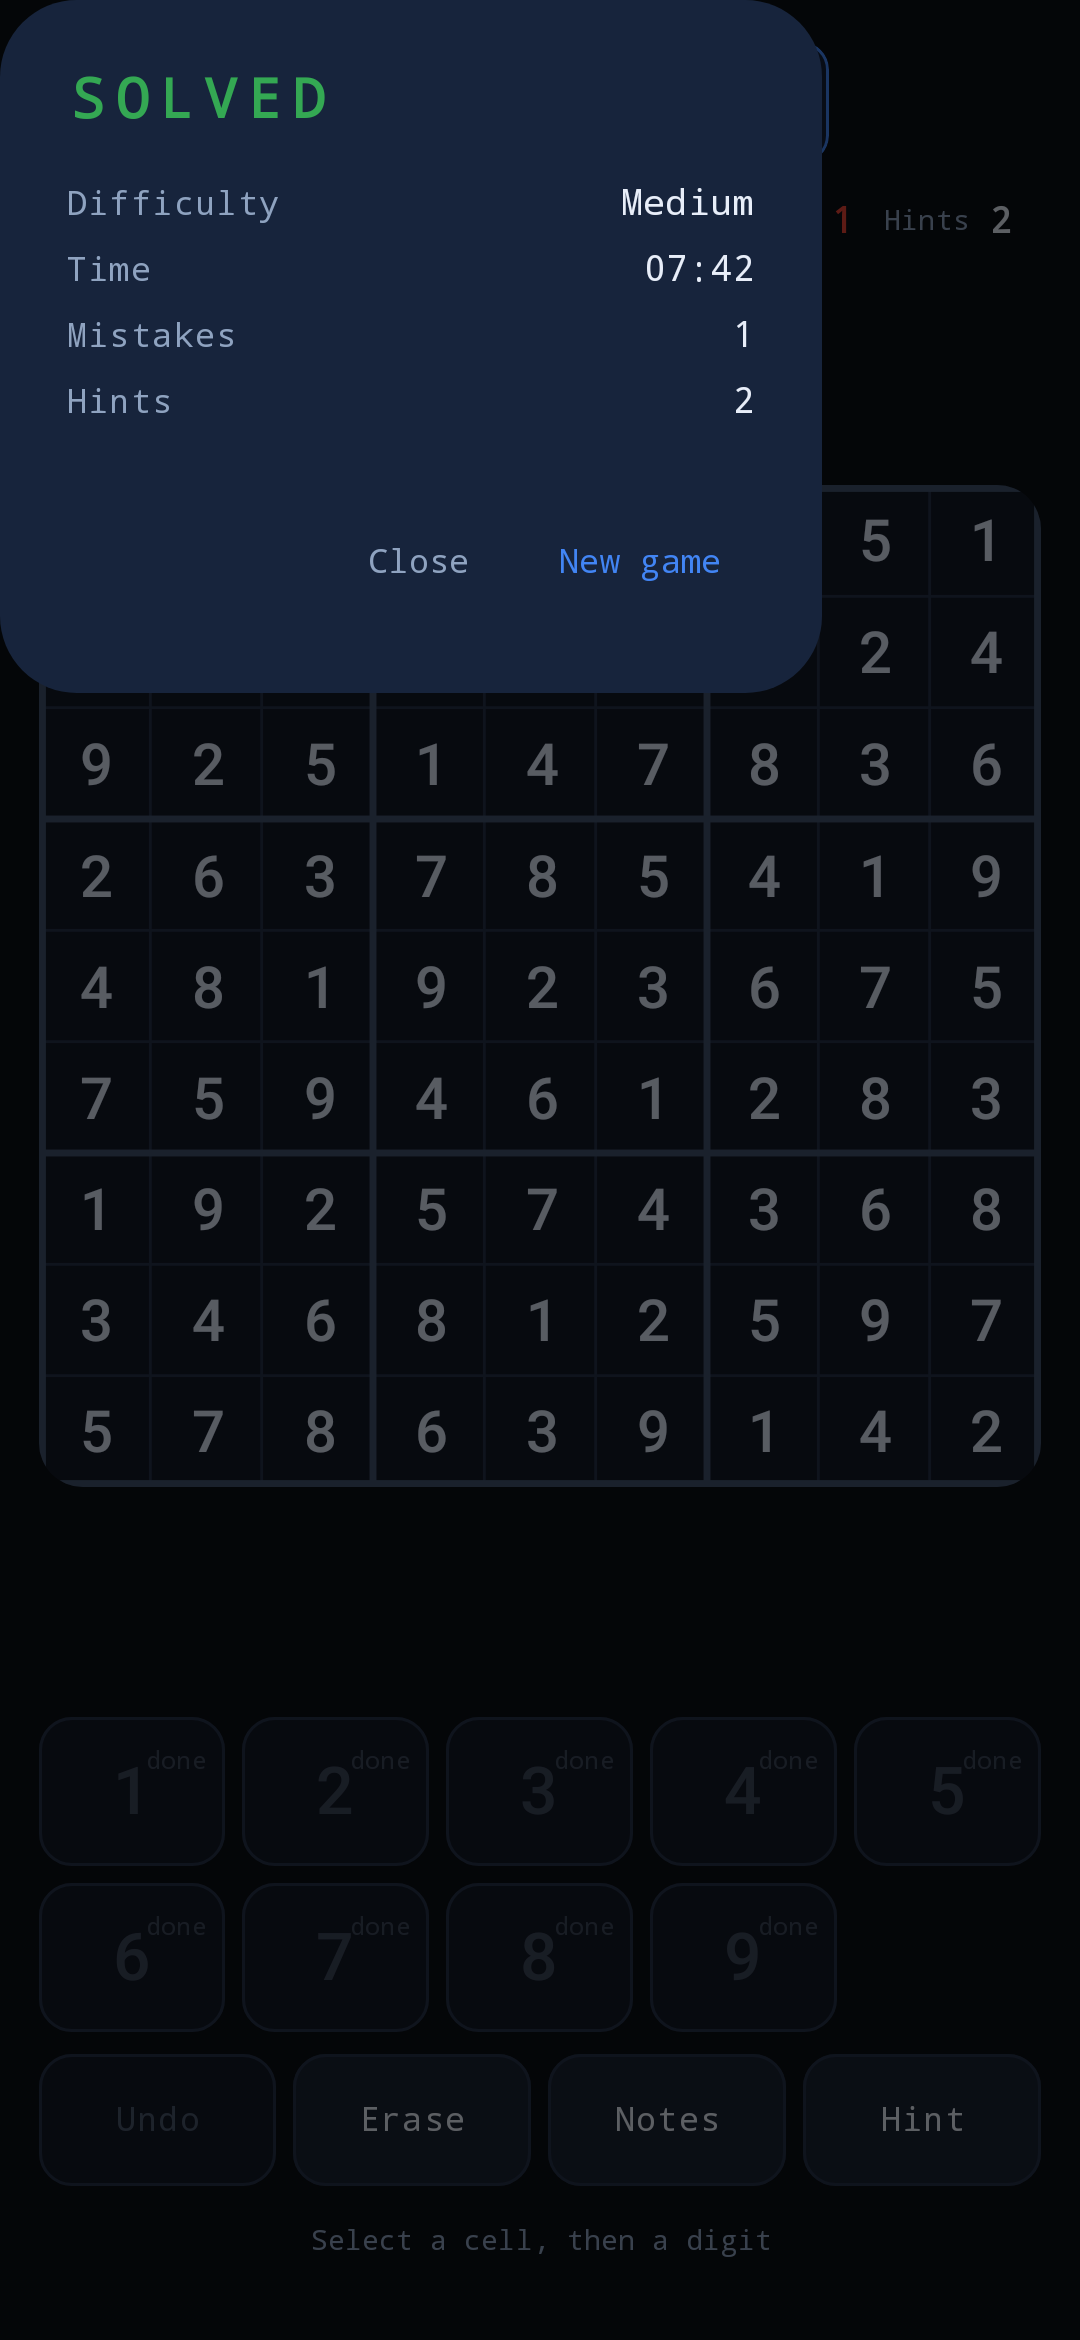 SOLVED
Difficulty Medium
1 Hints 2
Time 07:42
Mistakes 1
Hints 2
Close New game
5 1
2 4
9 2 5 1 4 7 8 3 6
2 6 3 7 8 5 4 1 9
4 8 1 9 2 3 6 7 5
7 5 9 4 6 1 2 8 3
1 9 2 5 7 4 3 6 8
3 4 6 8 1 2 5 9 7
5 7 8 6 3 9 1 4 2
1 done 2 done 3 done 4 done 5 done
6 done 7 done 8 done 9 done
Undo Erase Notes Hint
Select a cell, then a digit